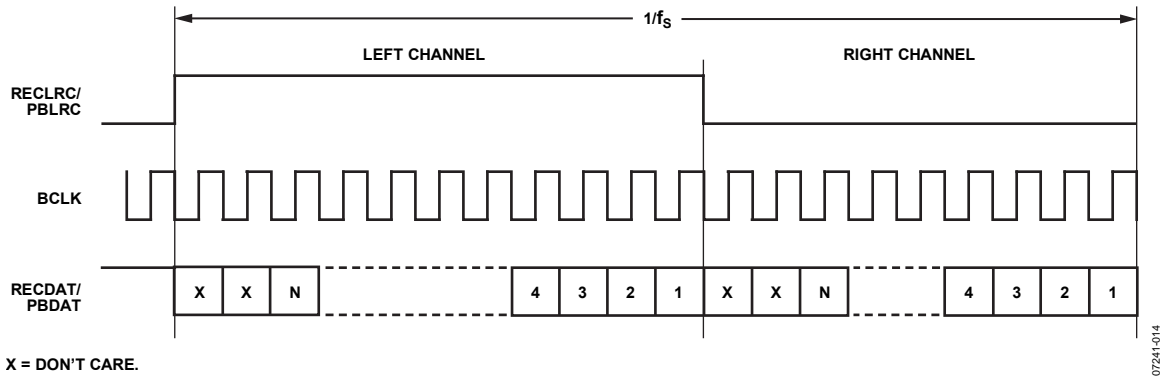 1/fS
LEFT CHANNEL
RIGHT CHANNEL
RECLRC/
PBLRC
BCLK
RECDAT/
PBDAT
X X N 4 3 2 1 X X N 4 3 2 1
X = DON'T CARE.
07241-014